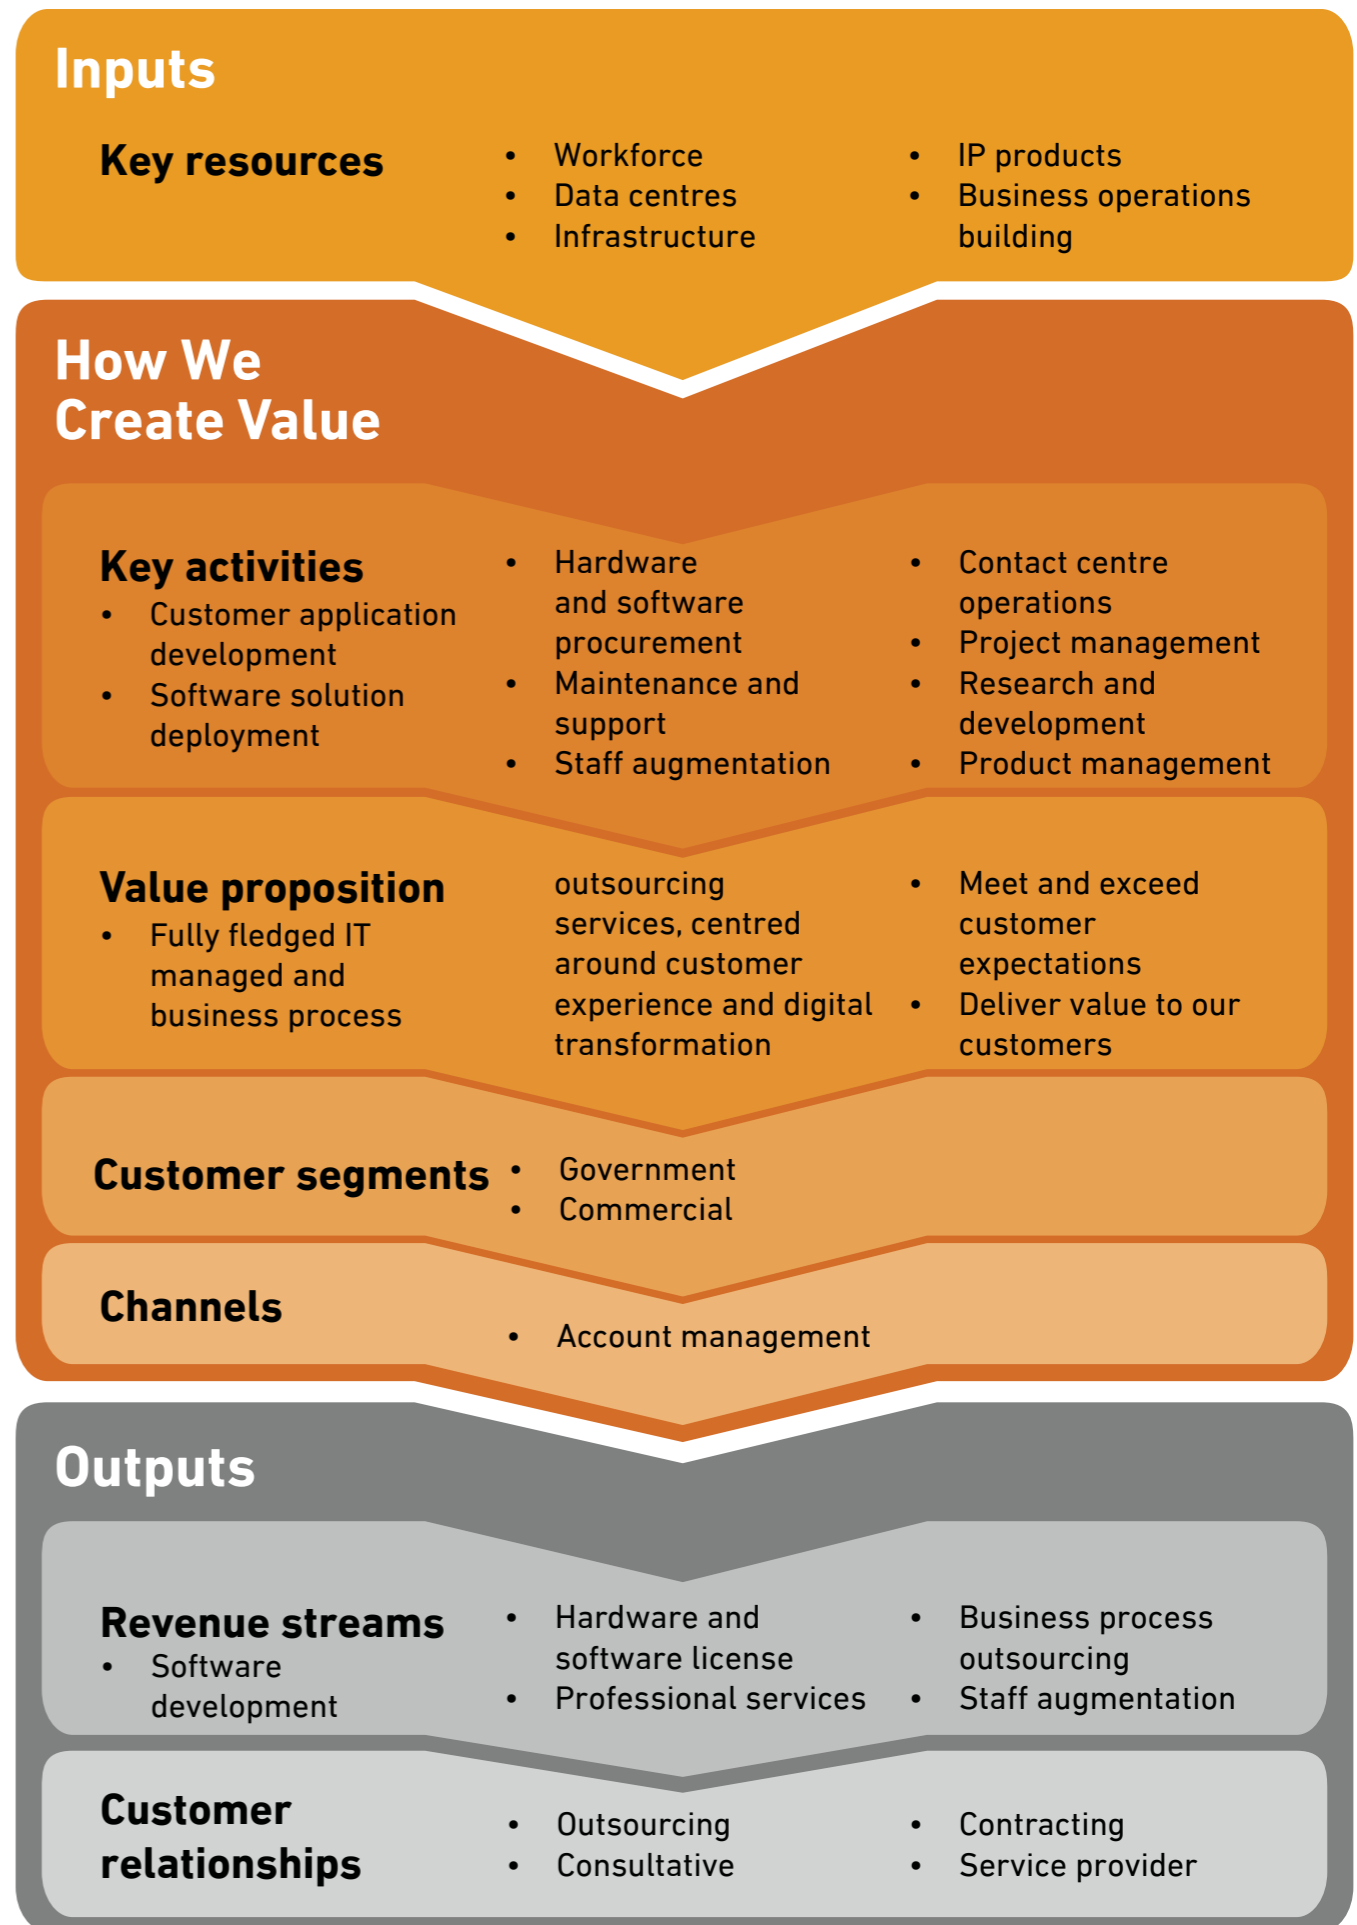 Inputs
Key resources
• Workforce
• Data centres
• Infrastructure
• IP products
• Business operations
building
How We
Create Value
Key activities
• Customer application
development
• Software solution
deployment
• Hardware
and software
procurement
• Maintenance and
support
• Staff augmentation
• Contact centre
operations
• Project management
• Research and
development
• Product management
Value proposition
• Fully fledged IT
managed and
business process
outsourcing
services, centred
around customer
experience and digital
transformation
• Meet and exceed
customer
expectations
• Deliver value to our
customers
Customer segments
• Government
• Commercial
Channels
• Account management
Outputs
Revenue streams
• Software
development
• Hardware and
software license
• Professional services
• Business process
outsourcing
• Staff augmentation
Customer
relationships
• Outsourcing
• Consultative
• Contracting
• Service provider